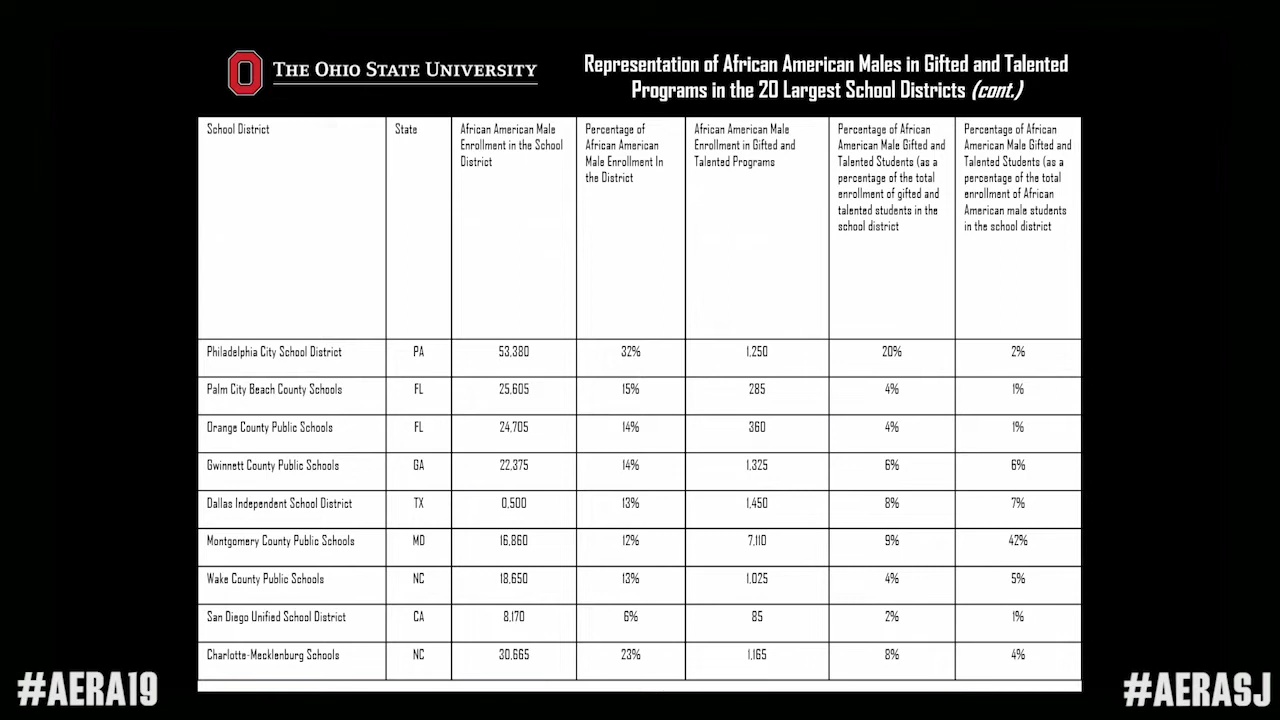 THE OHIO STATE UNIVERSITY
Representation of African American Males in Gifted and Talented
Programs in the 20 Largest School Districts (cont.)
School District
State
African American Male
Enrollment in the School
District
Percentage of
African American
Male Enrollment In
the District
African American Male
Enrollment in Gifted and
Talented Programs
Percentage of African
American Male Gifted and
Talented Students (as a
percentage of the total
enrollment of gifted and
talented students in the
school district
Percentage of African
American Male Gifted and
Talented Students (as a
percentage of the total
enrollment of African
American male students
in the school district
Philadelphia City School District PA 53,380 32% 1,250 20% 2%
Palm City Beach County Schools FL 25,605 15% 285 4% 1%
Orange County Public Schools FL 24,705 14% 360 4% 1%
Gwinnett County Public Schools GA 22,375 14% 1,325 6% 6%
Dallas Independent School District TX 0,500 13% 1,450 8% 7%
Montgomery County Public Schools MD 16,860 12% 7,110 9% 42%
Wake County Public Schools NC 18,650 13% 1,025 4% 5%
San Diego Unified School District CA 8,170 6% 85 2% 1%
Charlotte-Mecklenburg Schools NC 30,665 23% 1,165 8% 4%
#AERA19
#AERASJ